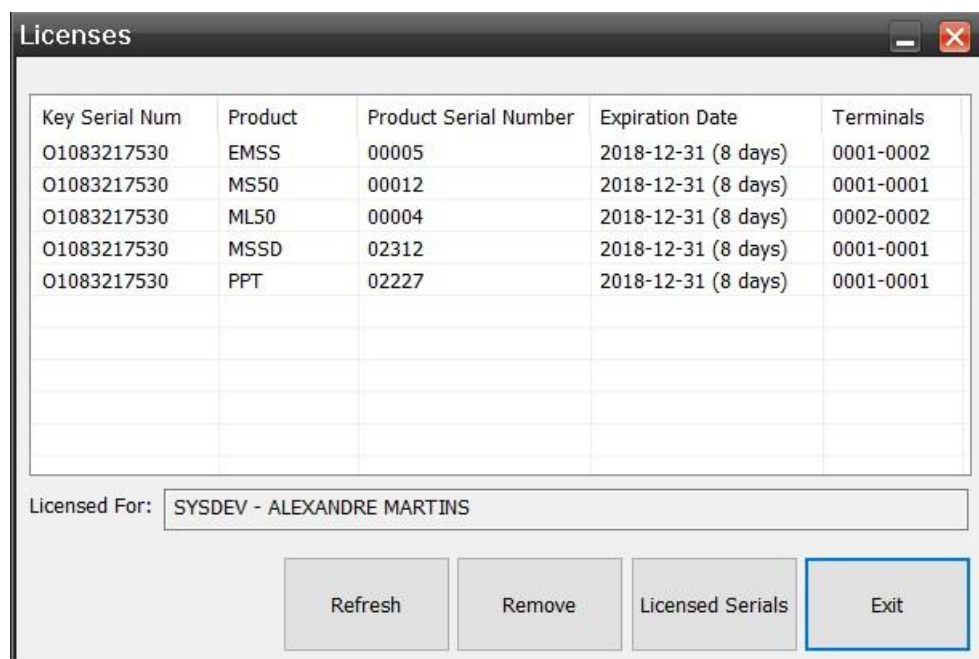 Licenses
Key Serial Num Product Product Serial Number Expiration Date Terminals
O1083217530 EMSS 00005 2018-12-31 (8 days) 0001-0002
O1083217530 MS50 00012 2018-12-31 (8 days) 0001-0001
O1083217530 ML50 00004 2018-12-31 (8 days) 0002-0002
O1083217530 MSSD 02312 2018-12-31 (8 days) 0001-0001
O1083217530 PPT 02227 2018-12-31 (8 days) 0001-0001
Licensed For: SYSDEV - ALEXANDRE MARTINS
Refresh Remove Licensed Serials Exit